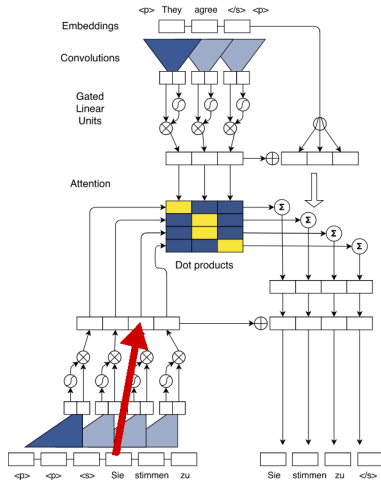 <p> They agree </s> <p>
Embeddings
Convolutions
Gated
Linear
Units
Attention
Σ
Σ
Σ
Σ
Dot products
<p> <p> <s> Sie stimmen zu
Sie stimmen zu </s>